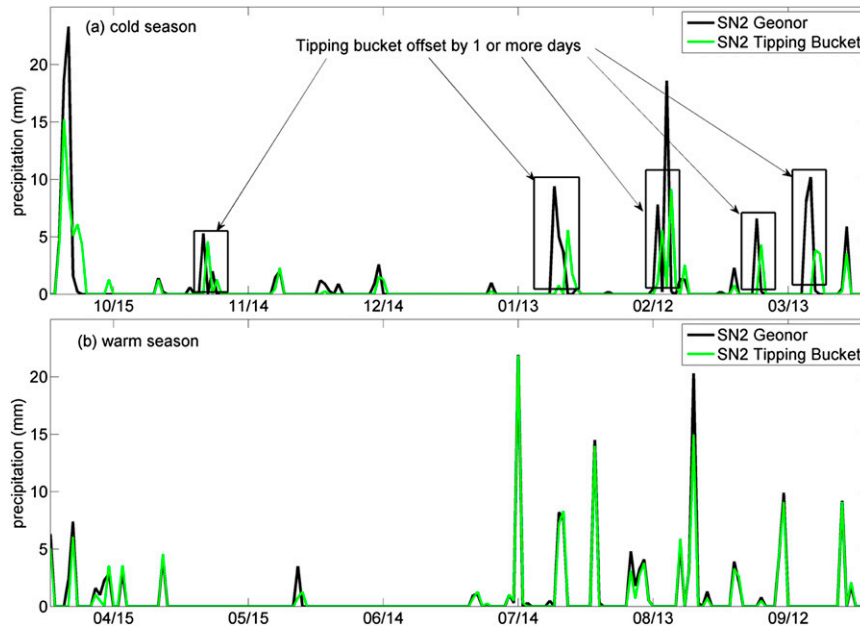 (a) cold season
Tipping bucket offset by 1 or more days
SN2 Geonor
SN2 Tipping Bucket
precipitation (mm)
20
15
10
5
0
10/15 11/14 12/14 01/13 02/12 03/13
(b) warm season
SN2 Geonor
SN2 Tipping Bucket
precipitation (mm)
20
15
10
5
0
04/15 05/15 06/14 07/14 08/13 09/12